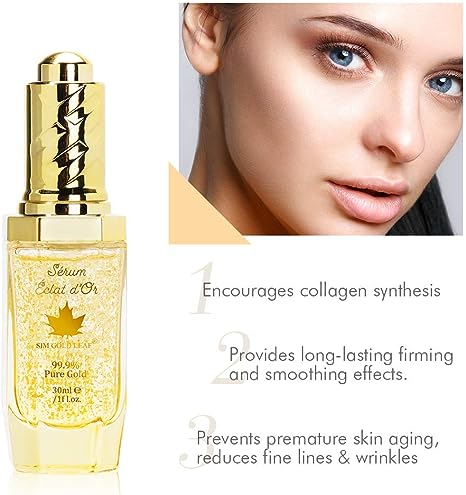 Sérum
Éclat d'Or
SIM GOLD LEAF
99.9%
Pure Gold
30ml ℮
/1fl.oz.
1
Encourages collagen synthesis
2
Provides long-lasting firming
and smoothing effects.
3
Prevents premature skin aging,
reduces fine lines & wrinkles